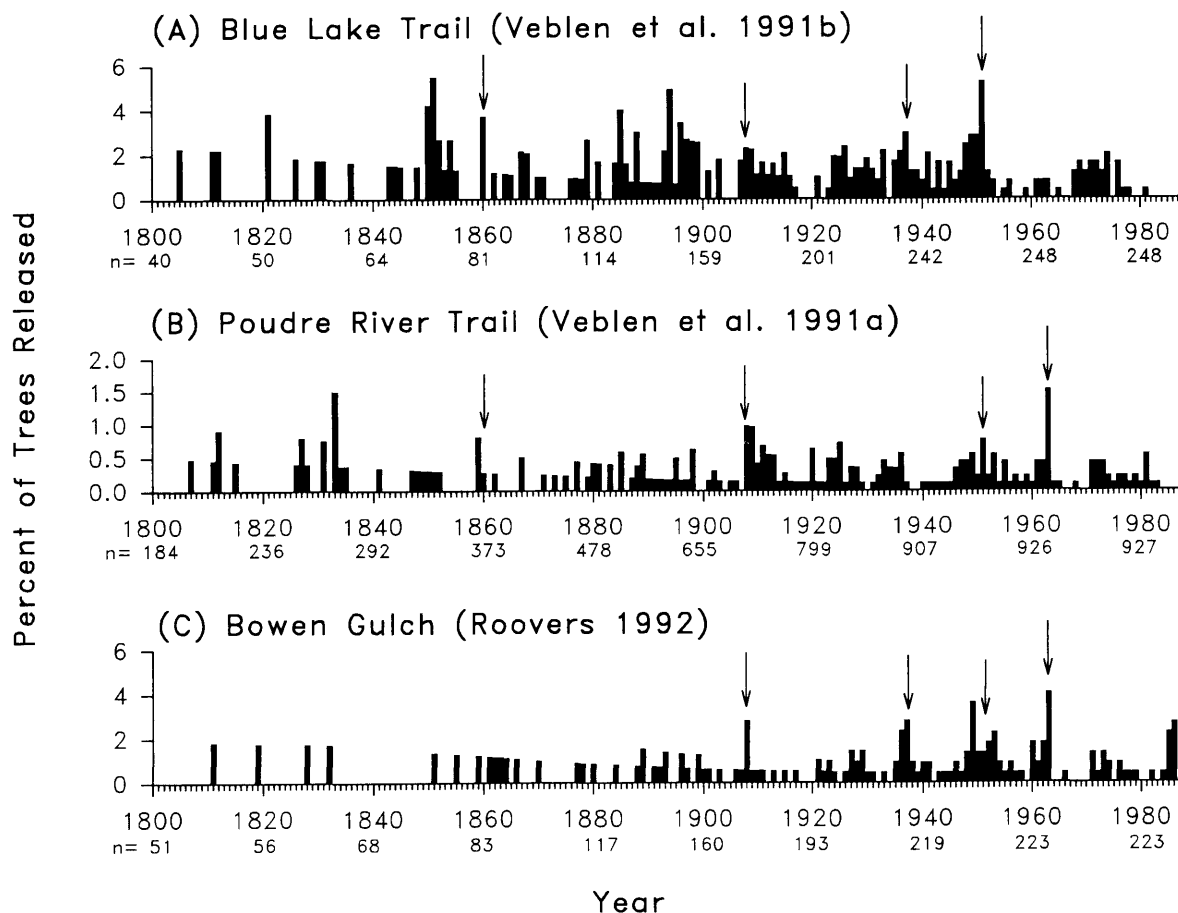 Percent of Trees Released
(A) Blue Lake Trail (Veblen et al. 1991b)
6
4
2
0
1800 1820 1840 1860 1880 1900 1920 1940 1960 1980
n= 40 50 64 81 114 159 201 242 248 248
(B) Poudre River Trail (Veblen et al. 1991a)
2.0
1.5
1.0
0.5
0.0
1800 1820 1840 1860 1880 1900 1920 1940 1960 1980
n= 184 236 292 373 478 655 799 907 926 927
(C) Bowen Gulch (Roovers 1992)
6
4
2
0
1800 1820 1840 1860 1880 1900 1920 1940 1960 1980
n= 51 56 68 83 117 160 193 219 223 223
Year